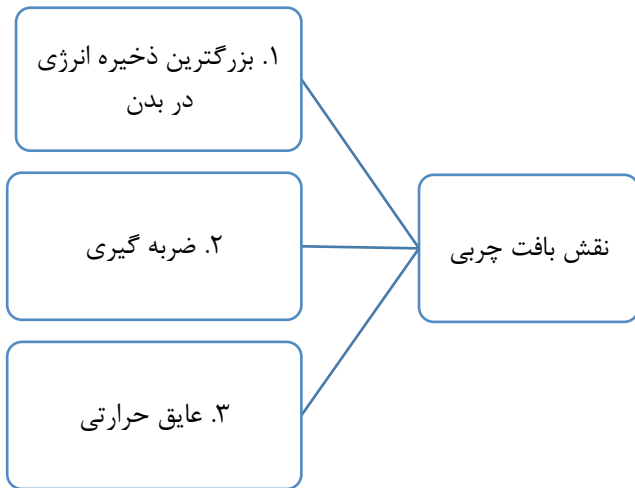 نقش بافت چربی
۱. بزرگترین ذخیره انرژی
در بدن
۲. ضربه گیری
۳. عایق حرارتی